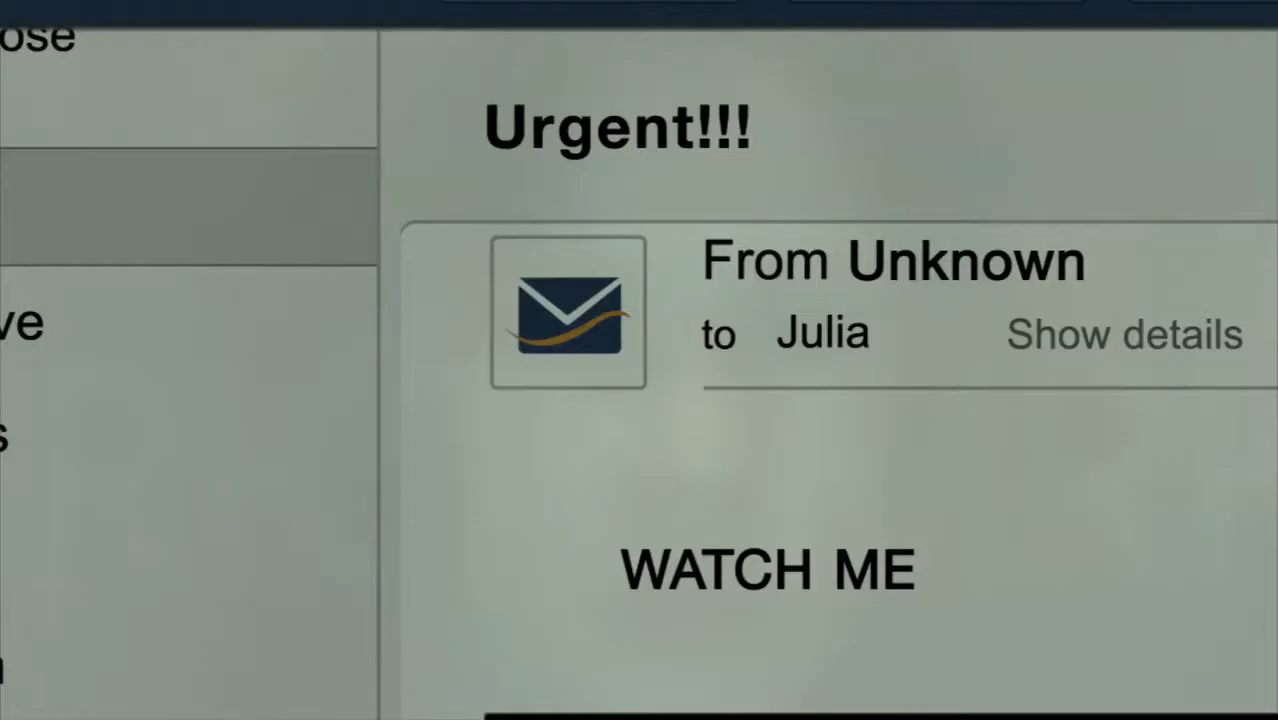 ose
Urgent!!!
From Unknown
to Julia Show details
ve
s
WATCH ME